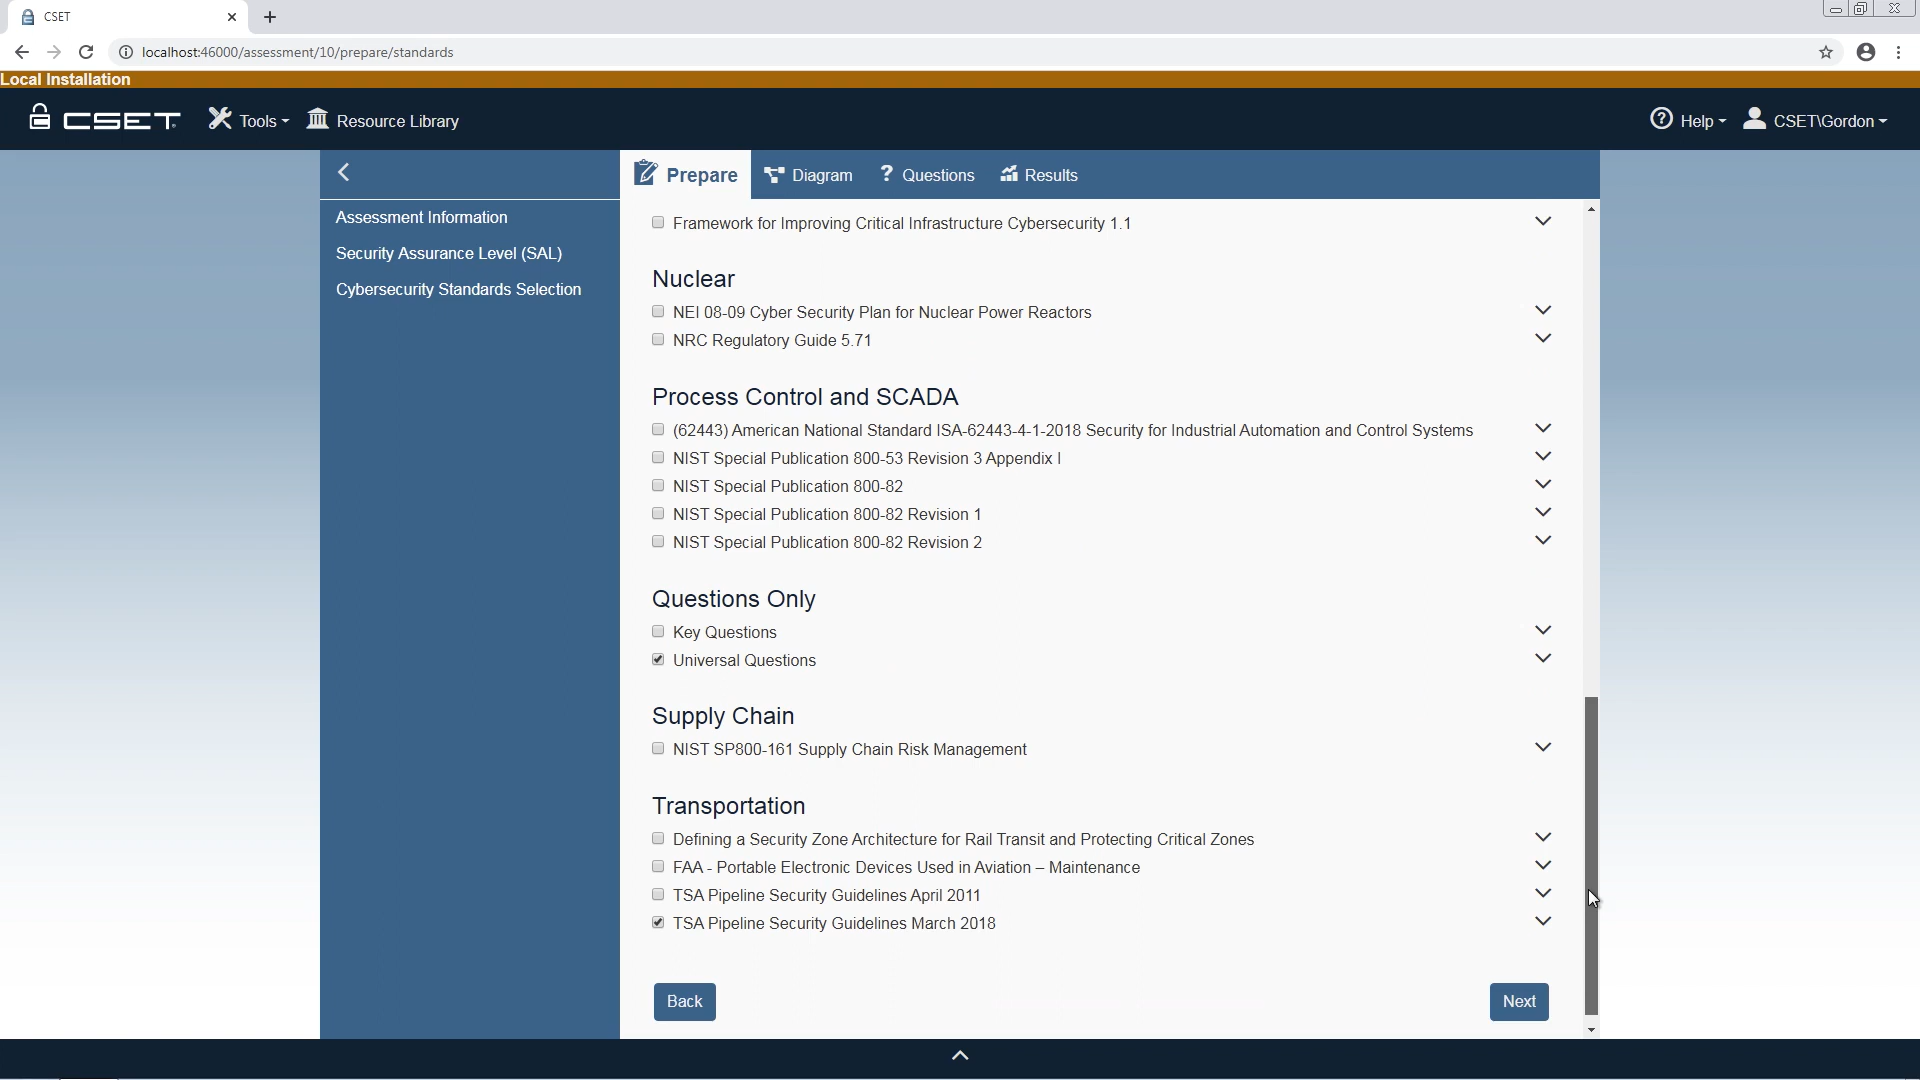 CSET
localhost:46000/assessment/10/prepare/standards
Local Installation
CSET Tools Resource Library Help CSET\Gordon
Prepare Diagram ? Questions Results
Assessment Information
Security Assurance Level (SAL)
Cybersecurity Standards Selection
Framework for Improving Critical Infrastructure Cybersecurity 1.1
Nuclear
NEI 08-09 Cyber Security Plan for Nuclear Power Reactors
NRC Regulatory Guide 5.71
Process Control and SCADA
(62443) American National Standard ISA-62443-4-1-2018 Security for Industrial Automation and Control Systems
NIST Special Publication 800-53 Revision 3 Appendix I
NIST Special Publication 800-82
NIST Special Publication 800-82 Revision 1
NIST Special Publication 800-82 Revision 2
Questions Only
Key Questions
Universal Questions
Supply Chain
NIST SP800-161 Supply Chain Risk Management
Transportation
Defining a Security Zone Architecture for Rail Transit and Protecting Critical Zones
FAA - Portable Electronic Devices Used in Aviation – Maintenance
TSA Pipeline Security Guidelines April 2011
TSA Pipeline Security Guidelines March 2018
Back Next